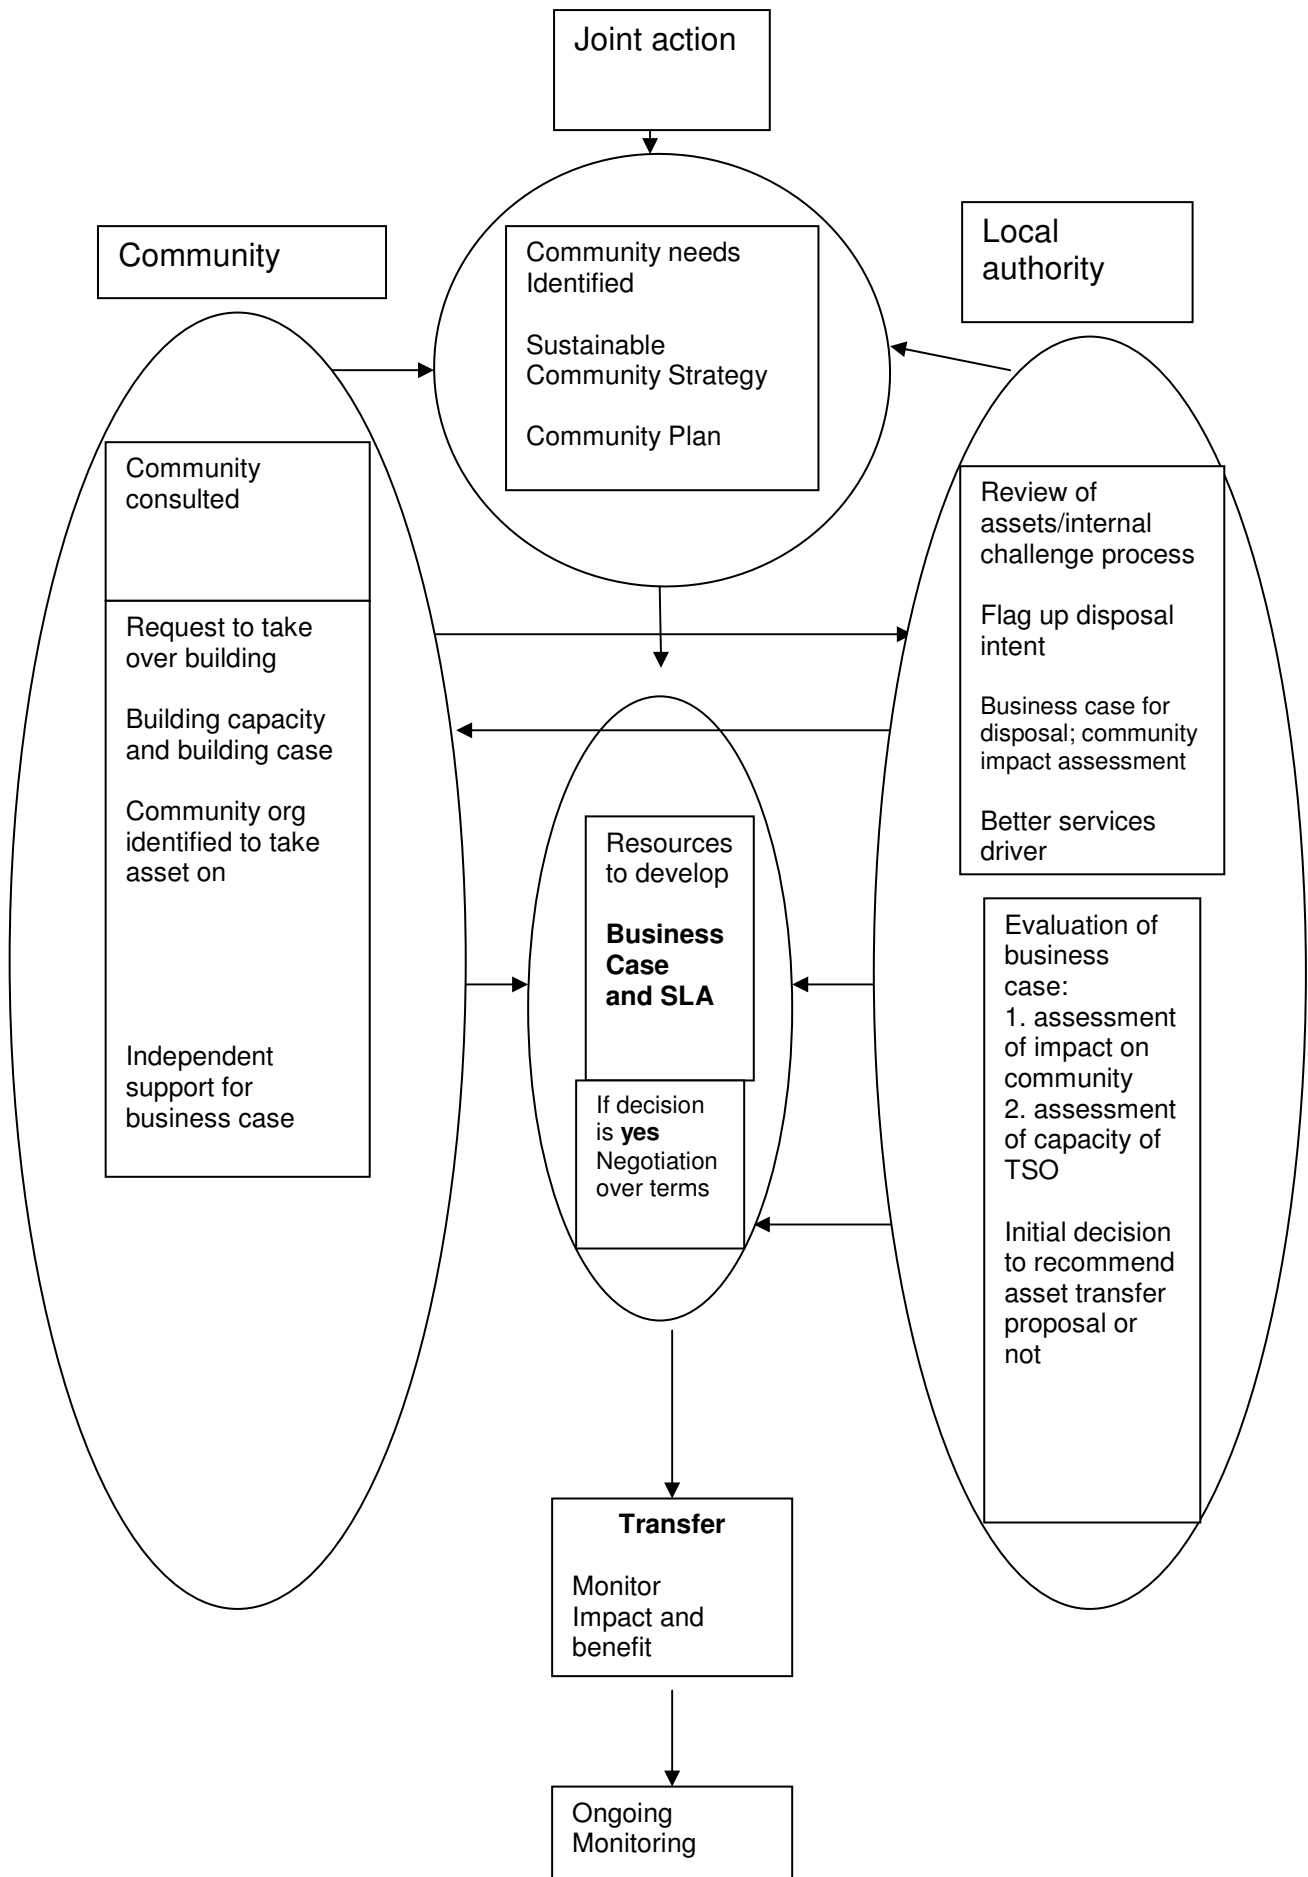 Joint action
Community
Community needs
Identified
Sustainable
Community Strategy
Community Plan
Local
authority
Community
consulted
Request to take
over building
Building capacity
and building case
Community org
identified to take
asset on
Independent
support for
business case
Resources
to develop
Business
Case
and SLA
If decision
is yes
Negotiation
over terms
Review of
assets/internal
challenge process
Flag up disposal
intent
Business case for
disposal; community
impact assessment
Better services
driver
Evaluation of
business
case:
1. assessment
of impact on
community
2. assessment
of capacity of
TSO
Initial decision
to recommend
asset transfer
proposal or
not
Transfer
Monitor
Impact and
benefit
Ongoing
Monitoring